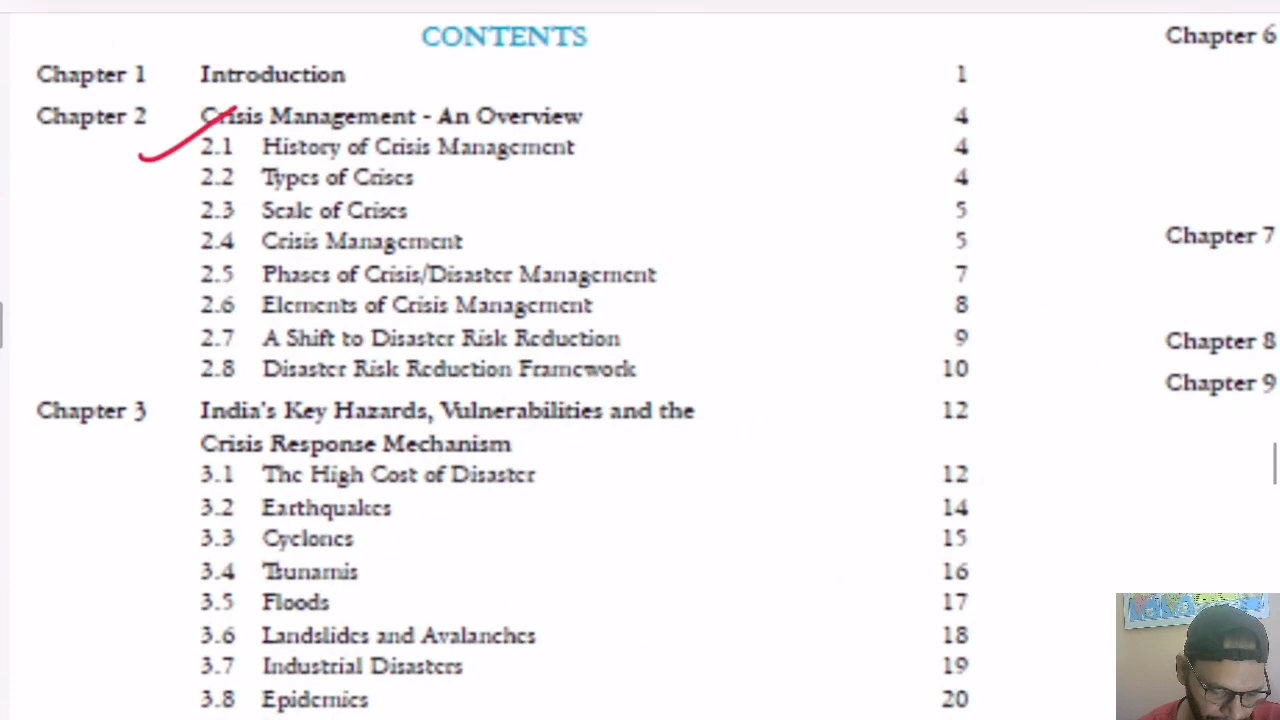 CONTENTS
Chapter 1 Introduction 1
Chapter 2 Crisis Management - An Overview 4
2.1 History of Crisis Management 4
2.2 Types of Crises 4
2.3 Scale of Crises 5
2.4 Crisis Management 5
2.5 Phases of Crisis/Disaster Management 7
2.6 Elements of Crisis Management 8
2.7 A Shift to Disaster Risk Reduction 9
2.8 Disaster Risk Reduction Framework 10
Chapter 3 India's Key Hazards, Vulnerabilities and the 12
Crisis Response Mechanism
3.1 The High Cost of Disaster 12
3.2 Earthquakes 14
3.3 Cyclones 15
3.4 Tsunamis 16
3.5 Floods 17
3.6 Landslides and Avalanches 18
3.7 Industrial Disasters 19
3.8 Epidemics 20
Chapter 6
Chapter 7
Chapter 8
Chapter 9